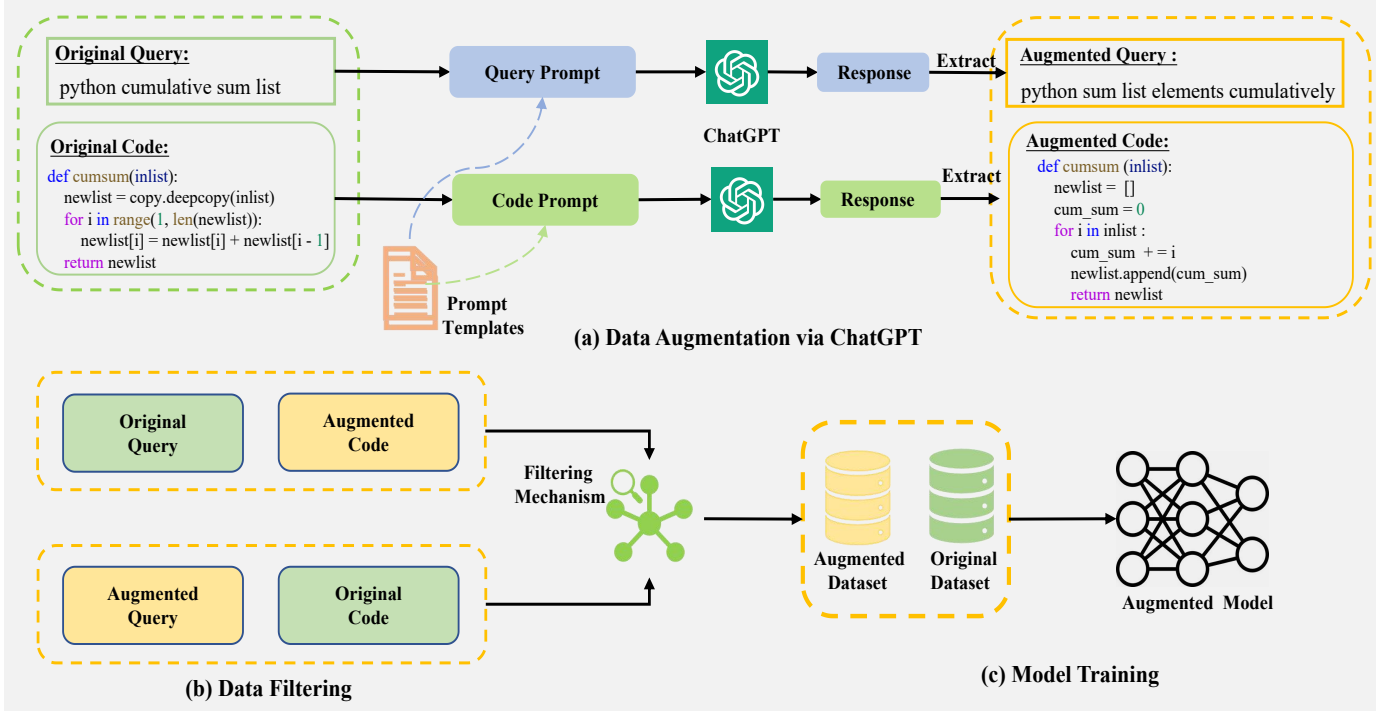 Original Query:
python cumulative sum list
Original Code:
def cumsum(inlist):
newlist = copy.deepcopy(inlist)
for i in range(1, len(newlist)):
newlist[i] = newlist[i] + newlist[i - 1]
return newlist
Query Prompt
Code Prompt
Prompt
Templates
ChatGPT
Response
Response
Extract
Extract
Augmented Query :
python sum list elements cumulatively
Augmented Code:
def cumsum (inlist):
newlist = []
cum_sum = 0
for i in inlist :
cum_sum + = i
newlist.append(cum_sum)
return newlist
(a) Data Augmentation via ChatGPT
Original
Query
Augmented
Code
Augmented
Query
Original
Code
Filtering
Mechanism
(b) Data Filtering
Augmented
Dataset
Original
Dataset
Augmented Model
(c) Model Training